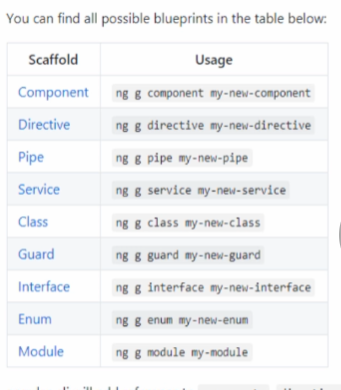 You can find all possible blueprints in the table below:
Scaffold Usage
Component ng g component my-new-component
Directive ng g directive my-new-directive
Pipe ng g pipe my-new-pipe
Service ng g service my-new-service
Class ng g class my-new-class
Guard ng g guard my-new-guard
Interface ng g interface my-new-interface
Enum ng g enum my-new-enum
Module ng g module my-module